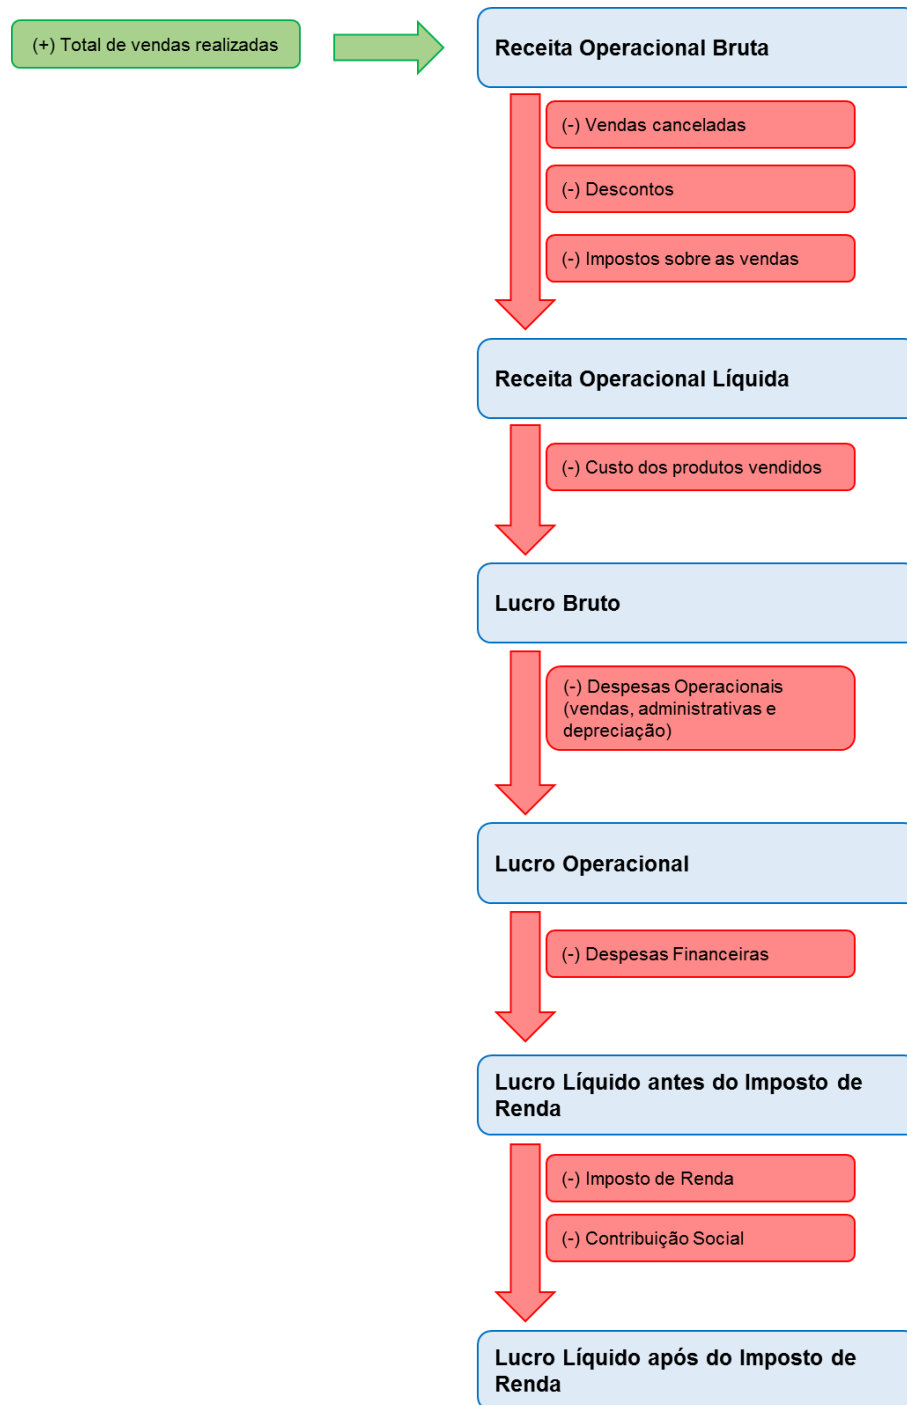 (+) Total de vendas realizadas
Receita Operacional Bruta
(-) Vendas canceladas
(-) Descontos
(-) Impostos sobre as vendas
Receita Operacional Líquida
(-) Custo dos produtos vendidos
Lucro Bruto
(-) Despesas Operacionais
(vendas, administrativas e
depreciação)
Lucro Operacional
(-) Despesas Financeiras
Lucro Líquido antes do Imposto de
Renda
(-) Imposto de Renda
(-) Contribuição Social
Lucro Líquido após do Imposto de
Renda